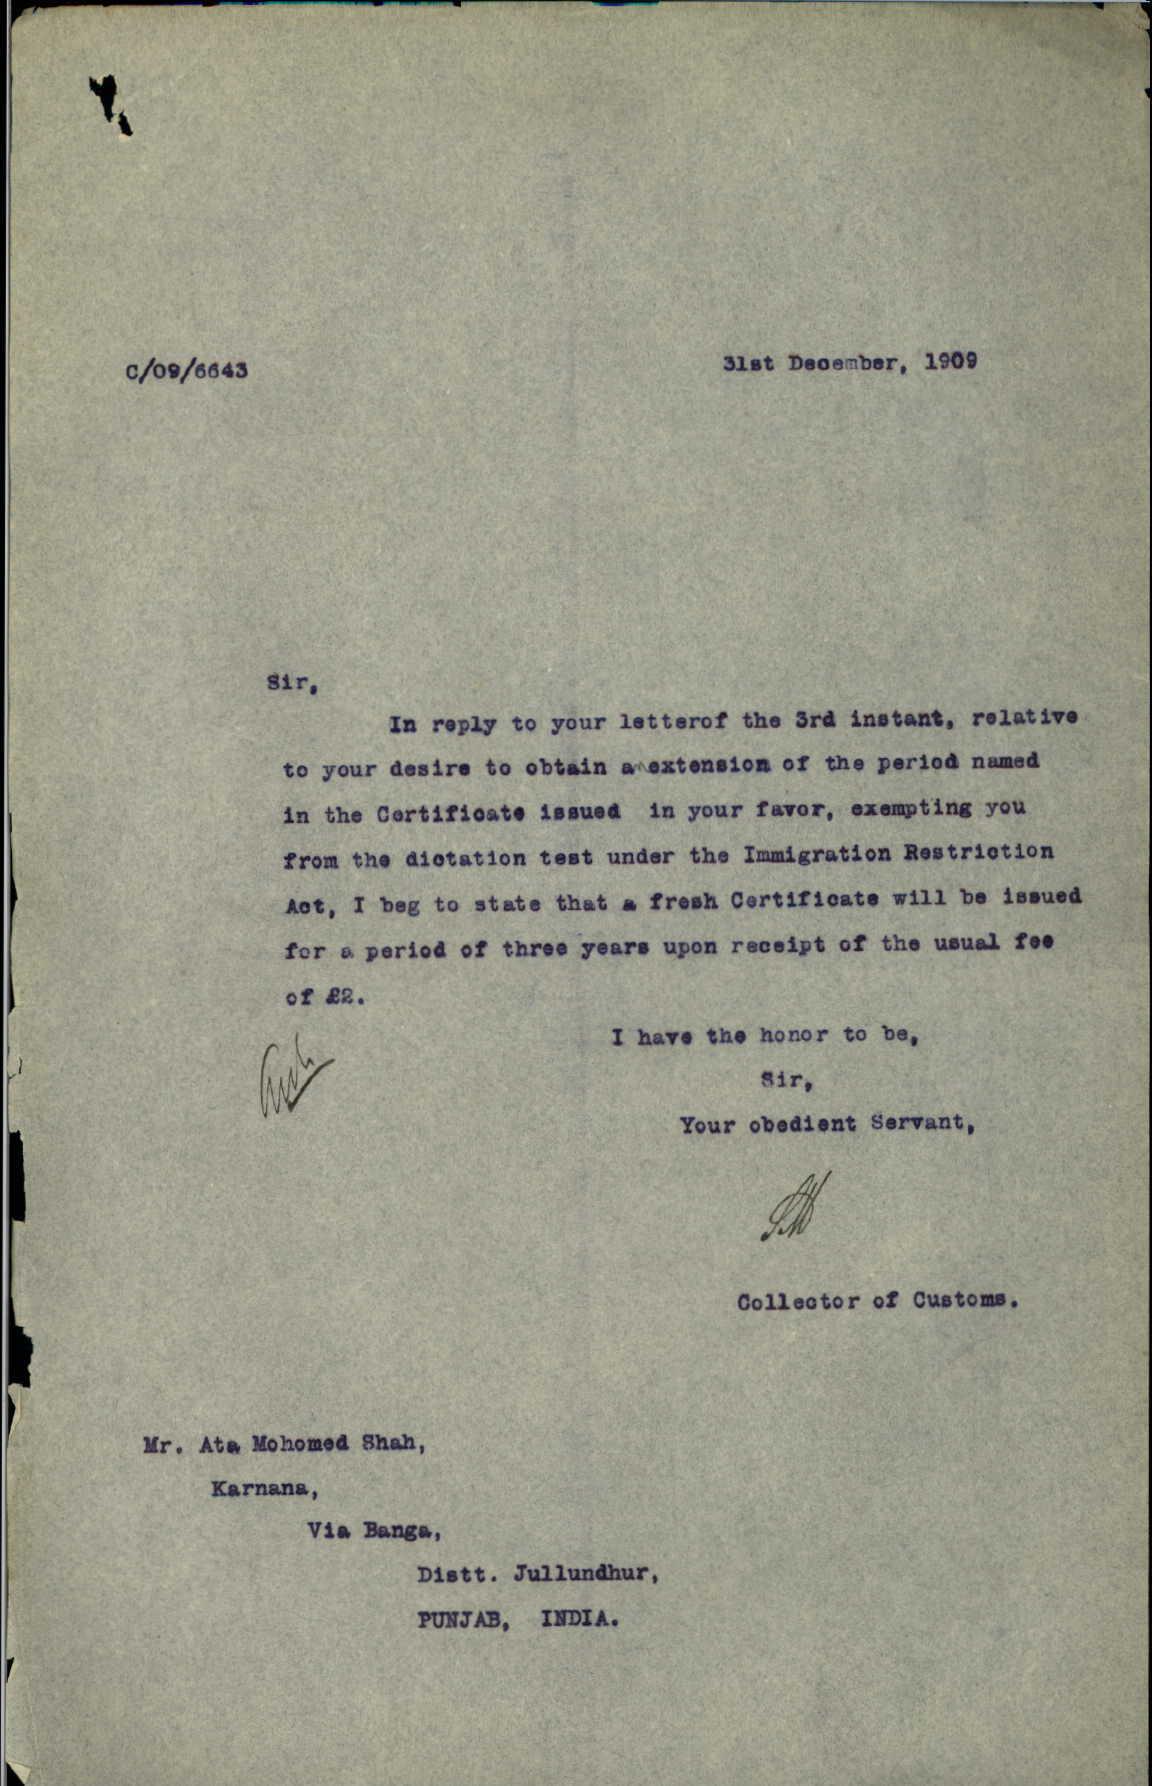 C/09/6643
31st December, 1909
Sir,
In reply to your letterof the 3rd instant, relative
to your desire to obtain a extension of the period named
in the Certificate issued in your favor, exempting you
from the dictation test under the Immigration Restriction
Act, I beg to state that a fresh Certificate will be issued
for a period of three years upon receipt of the usual fee
of £2.
I have the honor to be,
Sir,
Your obedient Servant,
Collector of Customs.
Mr. Ata Mohomed Shah,
Karnana,
Via Banga,
Distt. Jullundhur,
PUNJAB, INDIA.